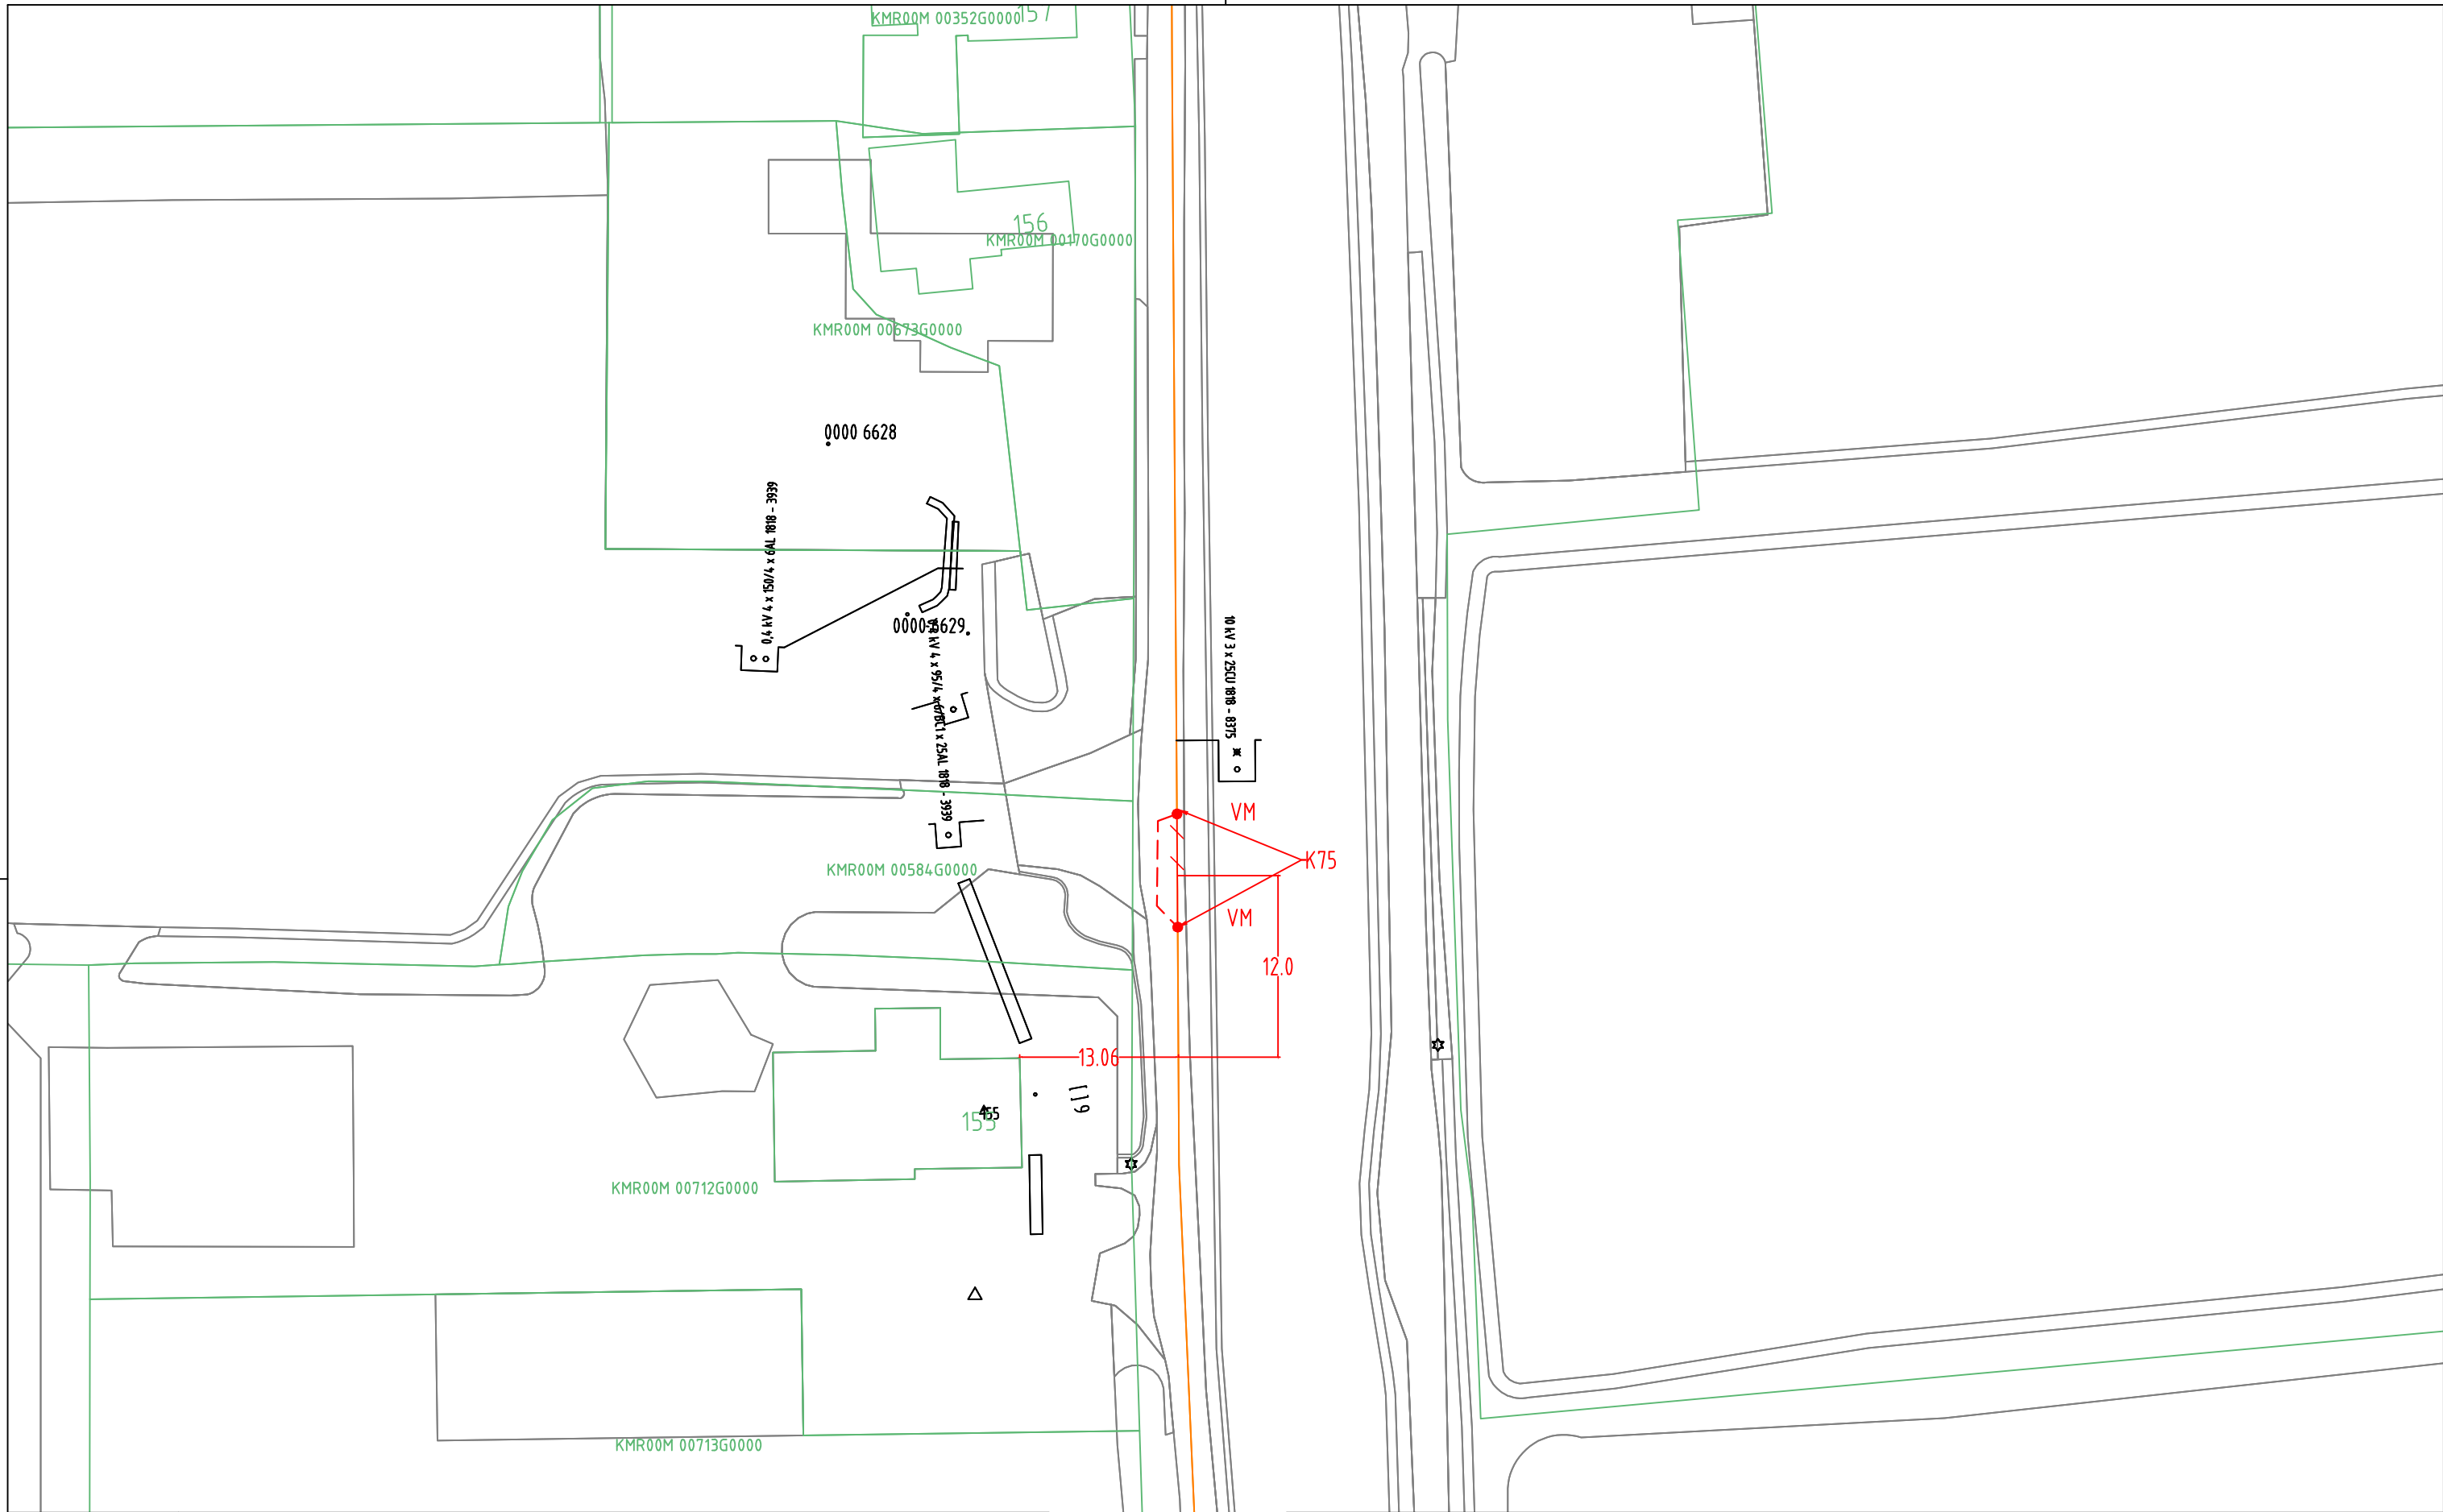 KMR00M 00352G0000
157
156
KMR00M 00170G0000
KMR00M 00673G0000
0000 6628
0,4 kV 4 x 150/4 x 6AL 1818 - 3939
0000 6629
10 kV 3 x 25CU 1818 - 8375
VM
K75
KMR00M 00584G0000
VM
12.0
13.06
455
155
KMR00M 00712G0000
KMR00M 00713G0000